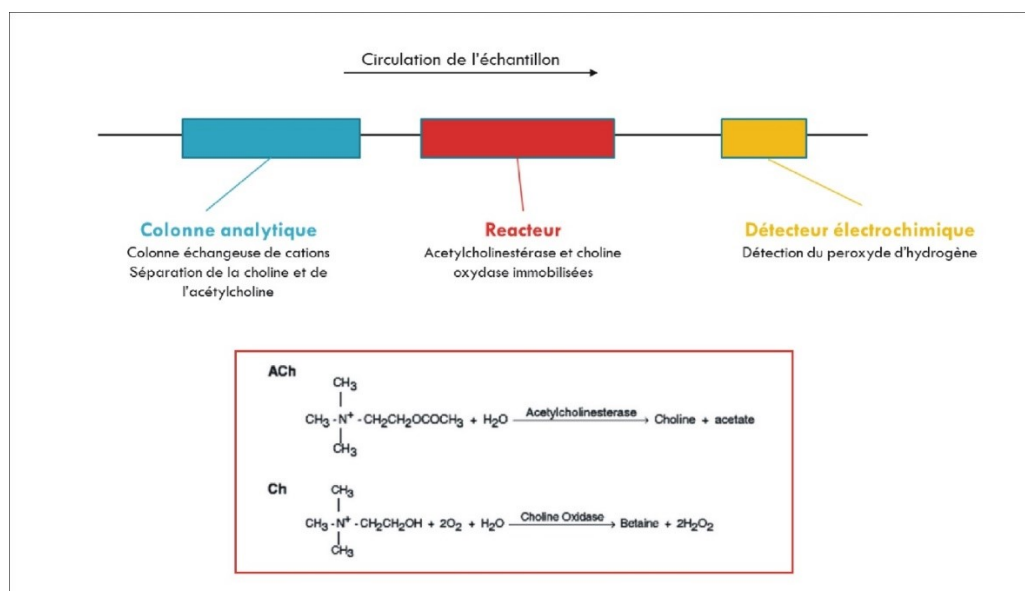 Circulation de l'échantillon
Colonne analytique
Colonne échangeuse de cations
Séparation de la choline et de
l'acétylcholine
Reacteur
Acetylcholinestérase et choline
oxydase immobilisées
Détecteur électrochimique
Détection du peroxyde d'hydrogène
ACh
CH₃
CH₃ -N⁺ -CH₂CH₂OCOCH₃ + H₂O Acetylcholinesterase Choline + acetate
CH₃
Ch
CH₃
CH₃ -N⁺ -CH₂CH₂OH + 2O₂ + H₂O Choline Oxidase Betaine + 2H₂O₂
CH₃